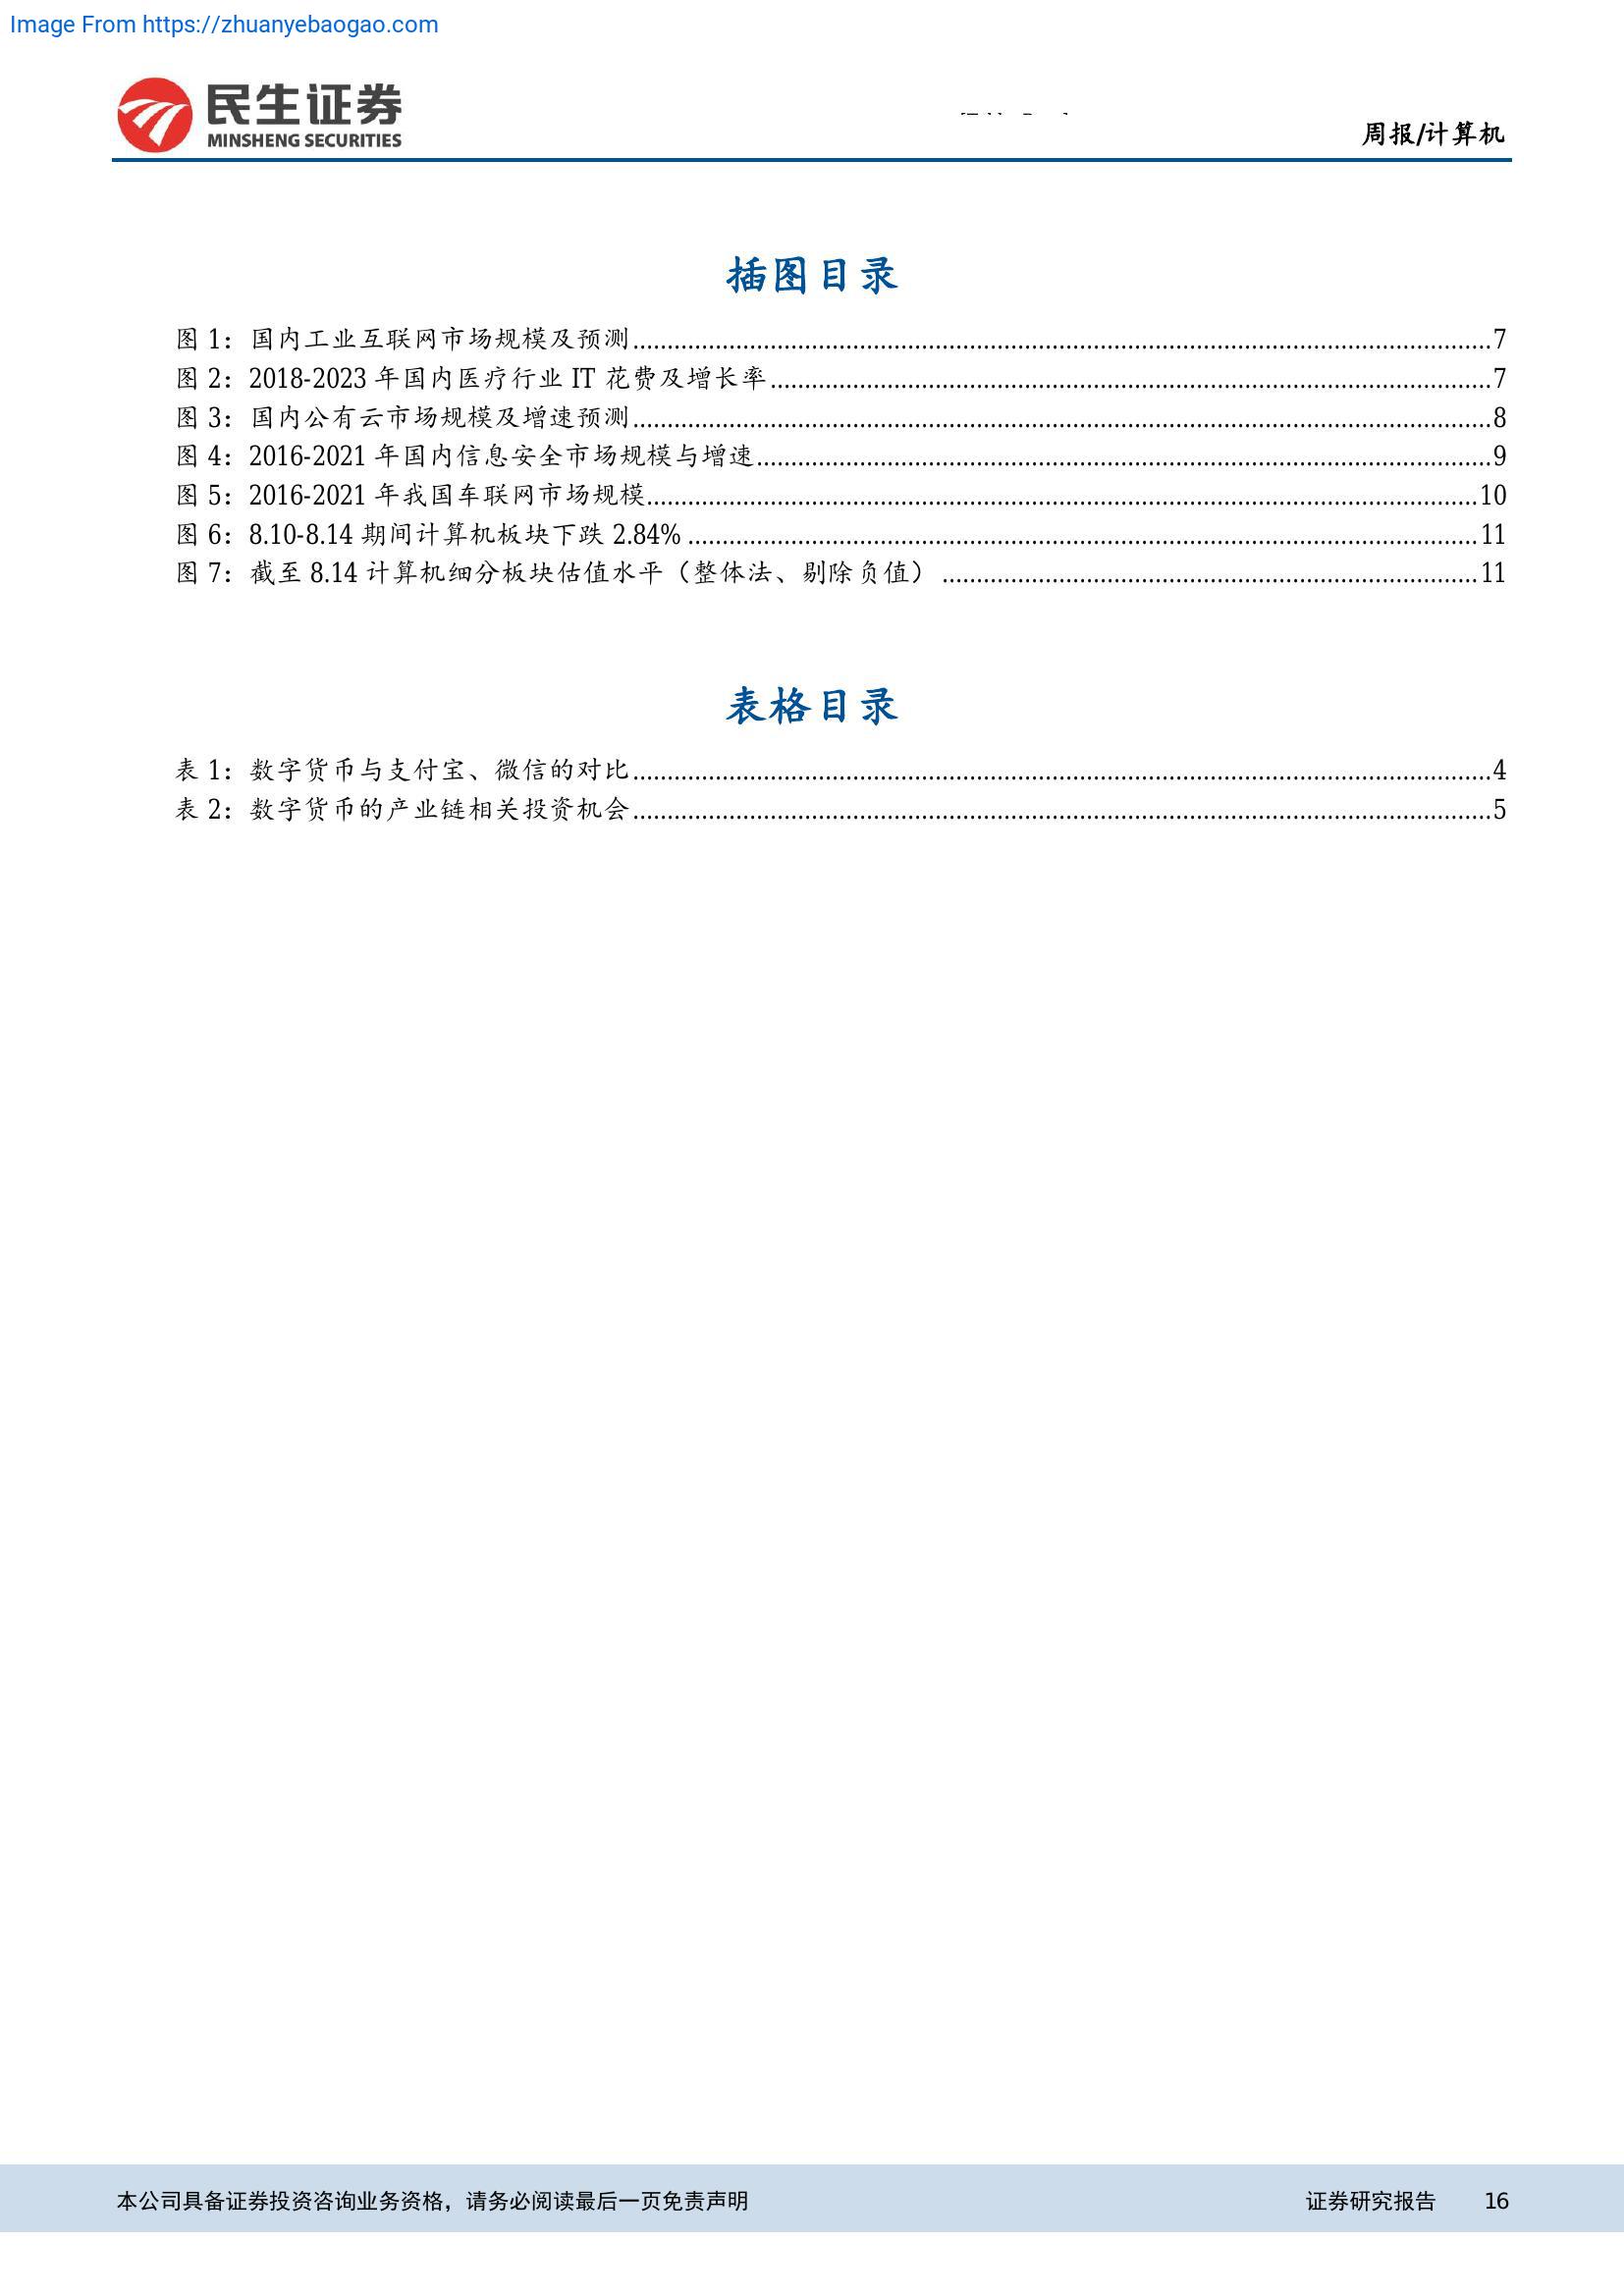 Image From https://zhuanyebaogao.com
民生证券
MINSHENG SECURITIES
周报/计算机
插图目录
图 1：国内工业互联网市场规模及预测 7
图 2：2018-2023 年国内医疗行业 IT 花费及增长率 7
图 3：国内公有云市场规模及增速预测 8
图 4：2016-2021 年国内信息安全市场规模与增速 9
图 5：2016-2021 年我国车联网市场规模 10
图 6：8.10-8.14 期间计算机板块下跌 2.84% 11
图 7：截至 8.14 计算机细分板块估值水平（整体法、剔除负值） 11
表格目录
表 1：数字货币与支付宝、微信的对比 4
表 2：数字货币的产业链相关投资机会 5
本公司具备证券投资咨询业务资格，请务必阅读最后一页免责声明 证券研究报告 16